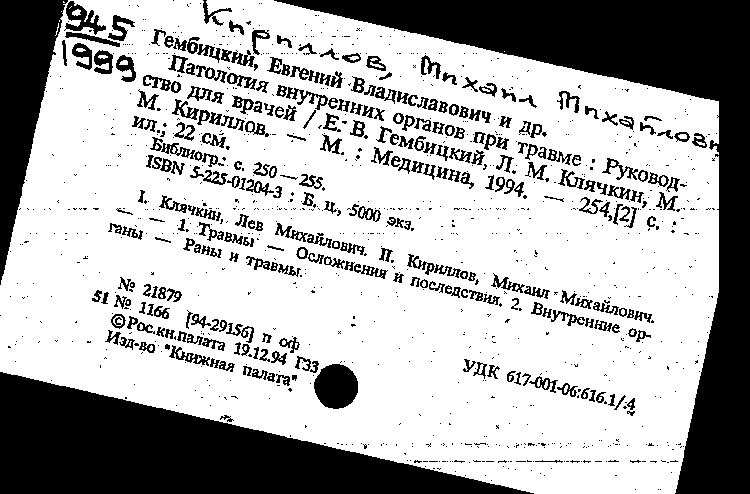 945
1999
Кириллов, Михаил Михайлович
Гембицкий, Евгений Владиславович и др.
Патология внутренних органов при травме : Руковод-
ство для врачей / Е. В. Гембицкий, Л. М. Клячкин, М.
М. Кириллов. — М. : Медицина, 1994. — 254,[2] с. :
ил.; 22 см.
Библиогр.: с. 250—255.
ISBN 5-225-01204-3 : Б. ц., 5000 экз.
I. Клячкин, Лев Михайлович. II. Кириллов, Михаил Михайлович.
— — 1. Травмы — Осложнения и последствия. 2. Внутренние ор-
ганы — Раны и травмы.
№ 21879
51 № 1166 [94-29156] п оф
©Рос.кн.палата 19.12.94 ГЗЗ
Изд-во "Книжная палата"
УДК 617-001-06:616.1/.4